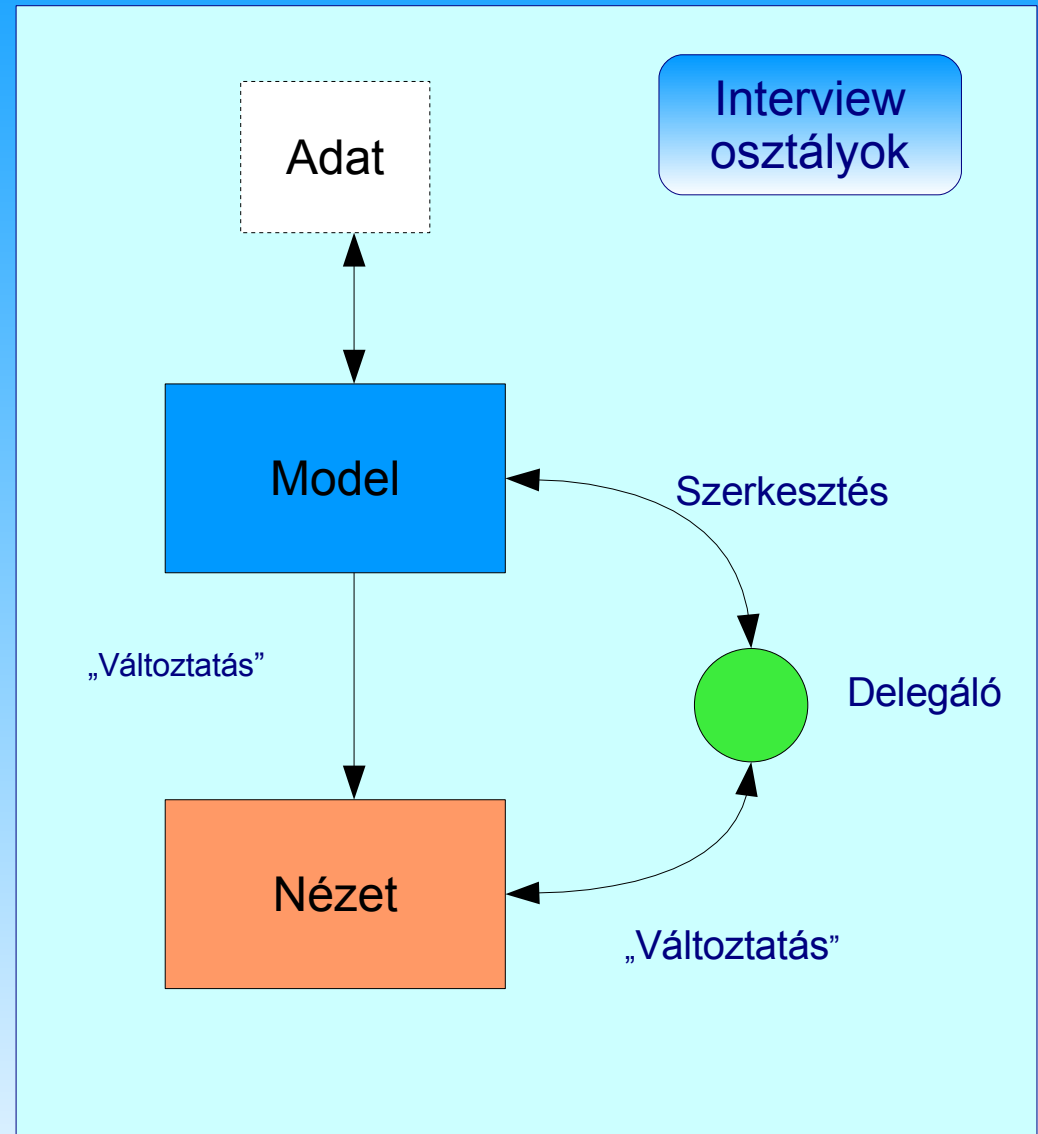 Interview
osztályok
Adat
Model
Szerkesztés
„Változtatás”
Delegáló
Nézet
„Változtatás”